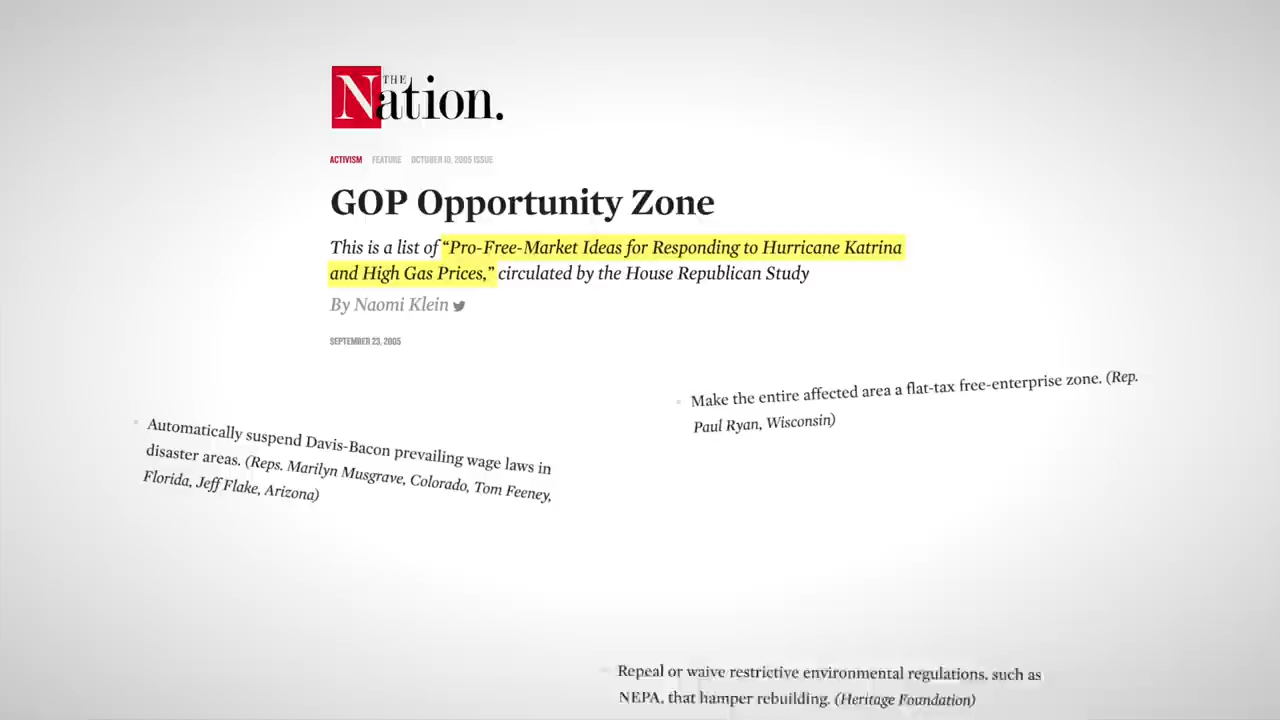 THE
Nation.
ACTIVISM FEATURE OCTOBER 10, 2005 ISSUE
GOP Opportunity Zone
This is a list of “Pro-Free-Market Ideas for Responding to Hurricane Katrina
and High Gas Prices,” circulated by the House Republican Study
By Naomi Klein
SEPTEMBER 23, 2005
Make the entire affected area a flat-tax free-enterprise zone. (Rep.
Paul Ryan, Wisconsin)
Automatically suspend Davis-Bacon prevailing wage laws in
disaster areas. (Reps. Marilyn Musgrave, Colorado, Tom Feeney,
Florida, Jeff Flake, Arizona)
Repeal or waive restrictive environmental regulations, such as
NEPA, that hamper rebuilding. (Heritage Foundation)